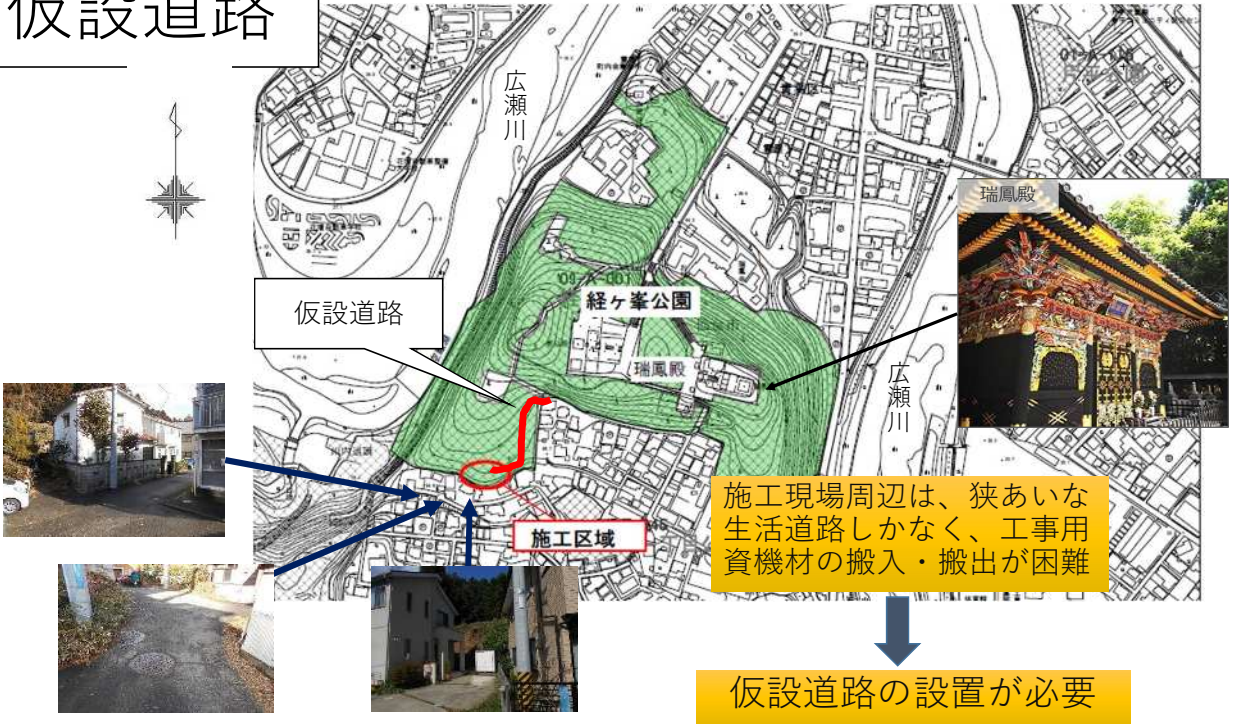 仮設道路
広
瀬
川
瑞鳳殿
01-A-001
経ヶ峯公園
仮設道路
瑞鳳殿
広
瀬
川
施工区域
施工現場周辺は、狭あいな
生活道路しかなく、工事用
資機材の搬入・搬出が困難
仮設道路の設置が必要